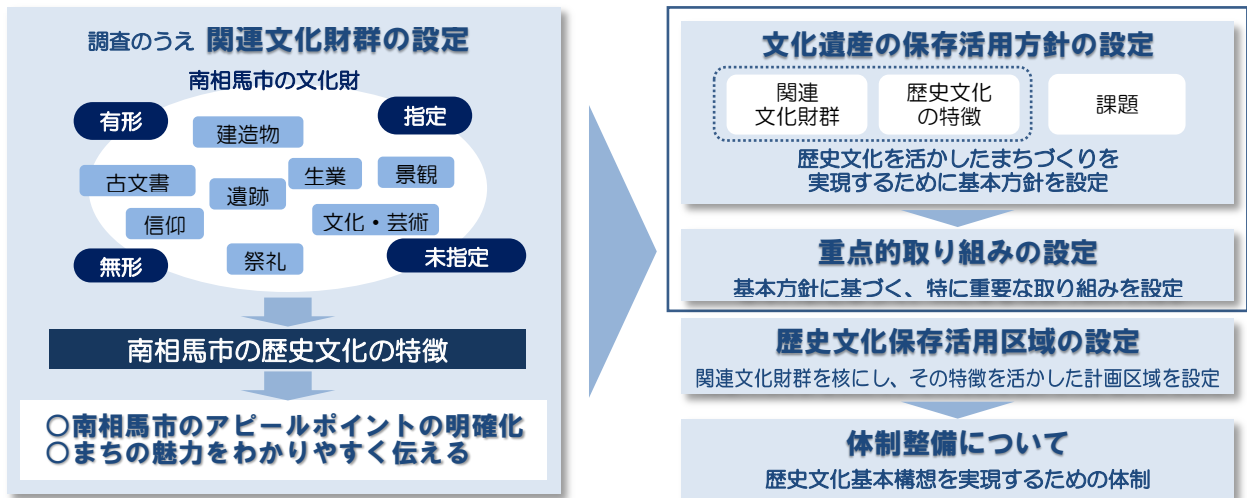 調査のうえ 関連文化財群の設定
南相馬市の文化財
有形
指定
建造物
古文書
遺跡
生業
景観
信仰
文化・芸術
無形
祭礼
未指定
南相馬市の歴史文化の特徴
○南相馬市のアピールポイントの明確化
○まちの魅力をわかりやすく伝える
文化遺産の保存活用方針の設定
関連
文化財群
歴史文化
の特徴
課題
歴史文化を活かしたまちづくりを
実現するために基本方針を設定
重点的取り組みの設定
基本方針に基づく、特に重要な取り組みを設定
歴史文化保存活用区域の設定
関連文化財群を核にし、その特徴を活かした計画区域を設定
体制整備について
歴史文化基本構想を実現するための体制